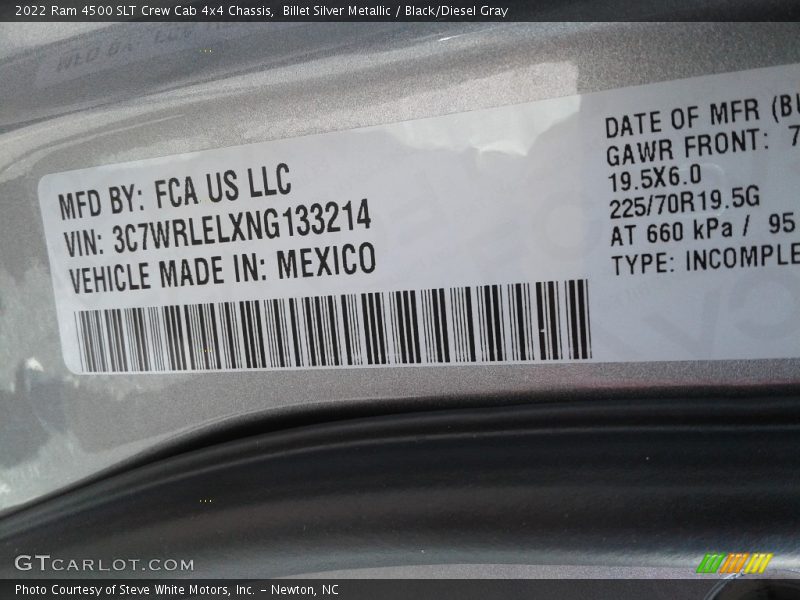 2022 Ram 4500 SLT Crew Cab 4x4 Chassis,  Billet Silver Metallic / Black/Diesel Gray
MFD BY: FCA US LLC
VIN: 3C7WRLELXNG133214
VEHICLE MADE IN: MEXICO
DATE OF MFR (BU
GAWR FRONT: 7
19.5X6.0
225/70R19.5G
AT 660 kPa / 95
TYPE: INCOMPLE
GTCARLOT.COM
Photo Courtesy of Steve White Motors, Inc. – Newton, NC